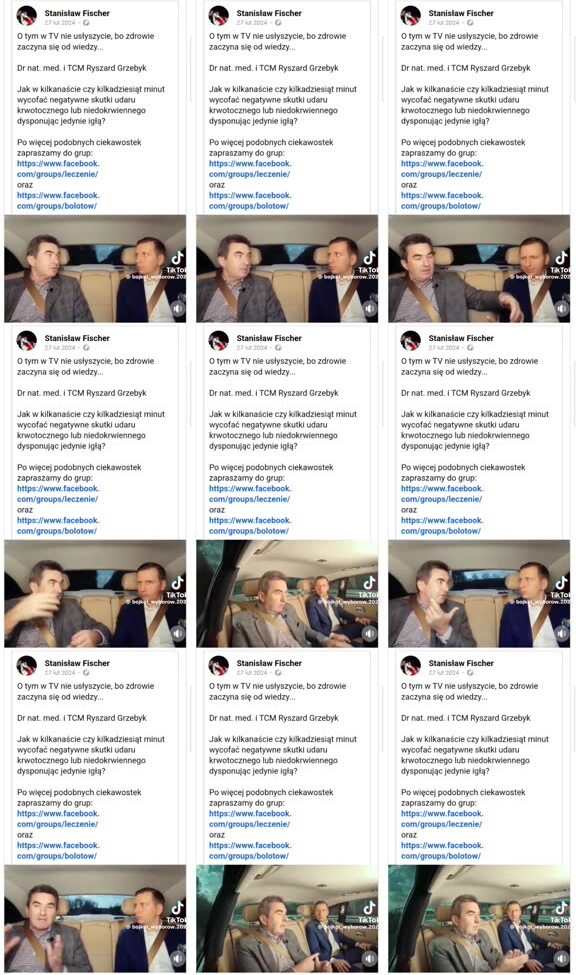 Stanisław Fischer
27 lut 2024
O tym w TV nie usłyszycie, bo zdrowie
zaczyna się od wiedzy...
Dr nat. med. i TCM Ryszard Grzebyk
Jak w kilkanaście czy kilkadziesiąt minut
wycofać negatywne skutki udaru
krwotocznego lub niedokrwiennego
dysponując jedynie igłą?
Po więcej podobnych ciekawostek
zapraszamy do grup:
https://www.facebook.
com/groups/leczenie/
oraz
https://www.facebook.
com/groups/bolotow/
TikTok
@bojkot_wyborow.202
Stanisław Fischer
27 lut 2024
O tym w TV nie usłyszycie, bo zdrowie
zaczyna się od wiedzy...
Dr nat. med. i TCM Ryszard Grzebyk
Jak w kilkanaście czy kilkadziesiąt minut
wycofać negatywne skutki udaru
krwotocznego lub niedokrwiennego
dysponując jedynie igłą?
Po więcej podobnych ciekawostek
zapraszamy do grup:
https://www.facebook.
com/groups/leczenie/
oraz
https://www.facebook.
com/groups/bolotow/
TikTok
@bojkot_wyborow.202
Stanisław Fischer
27 lut 2024
O tym w TV nie usłyszycie, bo zdrowie
zaczyna się od wiedzy...
Dr nat. med. i TCM Ryszard Grzebyk
Jak w kilkanaście czy kilkadziesiąt minut
wycofać negatywne skutki udaru
krwotocznego lub niedokrwiennego
dysponując jedynie igłą?
Po więcej podobnych ciekawostek
zapraszamy do grup:
https://www.facebook.
com/groups/leczenie/
oraz
https://www.facebook.
com/groups/bolotow/
TikTok
@bojkot_wyborow.202
Stanisław Fischer
27 lut 2024
O tym w TV nie usłyszycie, bo zdrowie
zaczyna się od wiedzy...
Dr nat. med. i TCM Ryszard Grzebyk
Jak w kilkanaście czy kilkadziesiąt minut
wycofać negatywne skutki udaru
krwotocznego lub niedokrwiennego
dysponując jedynie igłą?
Po więcej podobnych ciekawostek
zapraszamy do grup:
https://www.facebook.
com/groups/leczenie/
oraz
https://www.facebook.
com/groups/bolotow/
TikTok
@bojkot_wyborow.202
Stanisław Fischer
27 lut 2024
O tym w TV nie usłyszycie, bo zdrowie
zaczyna się od wiedzy...
Dr nat. med. i TCM Ryszard Grzebyk
Jak w kilkanaście czy kilkadziesiąt minut
wycofać negatywne skutki udaru
krwotocznego lub niedokrwiennego
dysponując jedynie igłą?
Po więcej podobnych ciekawostek
zapraszamy do grup:
https://www.facebook.
com/groups/leczenie/
oraz
https://www.facebook.
com/groups/bolotow/
TikTok
@bojkot_wyborow.202
Stanisław Fischer
27 lut 2024
O tym w TV nie usłyszycie, bo zdrowie
zaczyna się od wiedzy...
Dr nat. med. i TCM Ryszard Grzebyk
Jak w kilkanaście czy kilkadziesiąt minut
wycofać negatywne skutki udaru
krwotocznego lub niedokrwiennego
dysponując jedynie igłą?
Po więcej podobnych ciekawostek
zapraszamy do grup:
https://www.facebook.
com/groups/leczenie/
oraz
https://www.facebook.
com/groups/bolotow/
TikTok
@bojkot_wyborow.202
Stanisław Fischer
27 lut 2024
O tym w TV nie usłyszycie, bo zdrowie
zaczyna się od wiedzy...
Dr nat. med. i TCM Ryszard Grzebyk
Jak w kilkanaście czy kilkadziesiąt minut
wycofać negatywne skutki udaru
krwotocznego lub niedokrwiennego
dysponując jedynie igłą?
Po więcej podobnych ciekawostek
zapraszamy do grup:
https://www.facebook.
com/groups/leczenie/
oraz
https://www.facebook.
com/groups/bolotow/
TikTok
@bojkot_wyborow.202
Stanisław Fischer
27 lut 2024
O tym w TV nie usłyszycie, bo zdrowie
zaczyna się od wiedzy...
Dr nat. med. i TCM Ryszard Grzebyk
Jak w kilkanaście czy kilkadziesiąt minut
wycofać negatywne skutki udaru
krwotocznego lub niedokrwiennego
dysponując jedynie igłą?
Po więcej podobnych ciekawostek
zapraszamy do grup:
https://www.facebook.
com/groups/leczenie/
oraz
https://www.facebook.
com/groups/bolotow/
TikTok
@bojkot_wyborow.202
Stanisław Fischer
27 lut 2024
O tym w TV nie usłyszycie, bo zdrowie
zaczyna się od wiedzy...
Dr nat. med. i TCM Ryszard Grzebyk
Jak w kilkanaście czy kilkadziesiąt minut
wycofać negatywne skutki udaru
krwotocznego lub niedokrwiennego
dysponując jedynie igłą?
Po więcej podobnych ciekawostek
zapraszamy do grup:
https://www.facebook.
com/groups/leczenie/
oraz
https://www.facebook.
com/groups/bolotow/
TikTok
@bojkot_wyborow.202